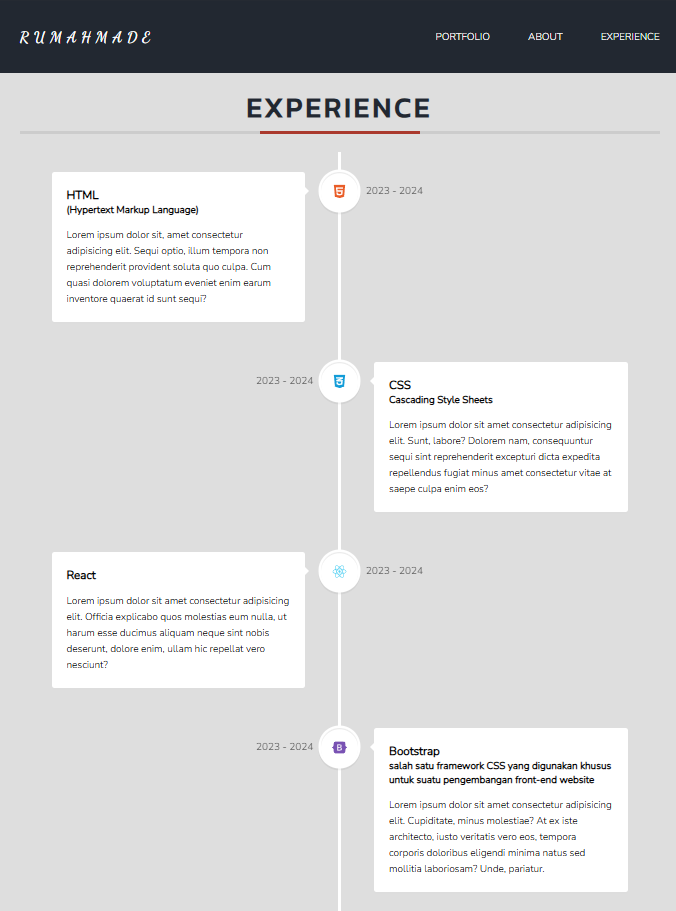 RUMAHMADE
PORTFOLIO ABOUT EXPERIENCE
EXPERIENCE
HTML
(Hypertext Markup Language)
Lorem ipsum dolor sit, amet consectetur
adipisicing elit. Sequi optio, illum tempora non
reprehenderit provident soluta quo culpa. Cum
quasi dolorem voluptatum eveniet enim earum
inventore quaerat id sunt sequi?
2023 - 2024
2023 - 2024
CSS
Cascading Style Sheets
Lorem ipsum dolor sit amet consectetur adipisicing
elit. Sunt, labore? Dolorem nam, consequuntur
sequi sint reprehenderit excepturi dicta expedita
repellendus fugiat minus amet consectetur vitae at
saepe culpa enim eos?
React
Lorem ipsum dolor sit amet consectetur adipisicing
elit. Officia explicabo quos molestias eum nulla, ut
harum esse ducimus aliquam neque sint nobis
deserunt, dolore enim, ullam hic repellat vero
nesciunt?
2023 - 2024
2023 - 2024
B
Bootstrap
salah satu framework CSS yang digunakan khusus
untuk suatu pengembangan front-end website
Lorem ipsum dolor sit amet consectetur adipisicing
elit. Cupiditate, minus molestiae? At ex iste
architecto, iusto veritatis vero eos, tempora
corporis doloribus eligendi minima natus sed
mollitia laboriosam? Unde, pariatur.